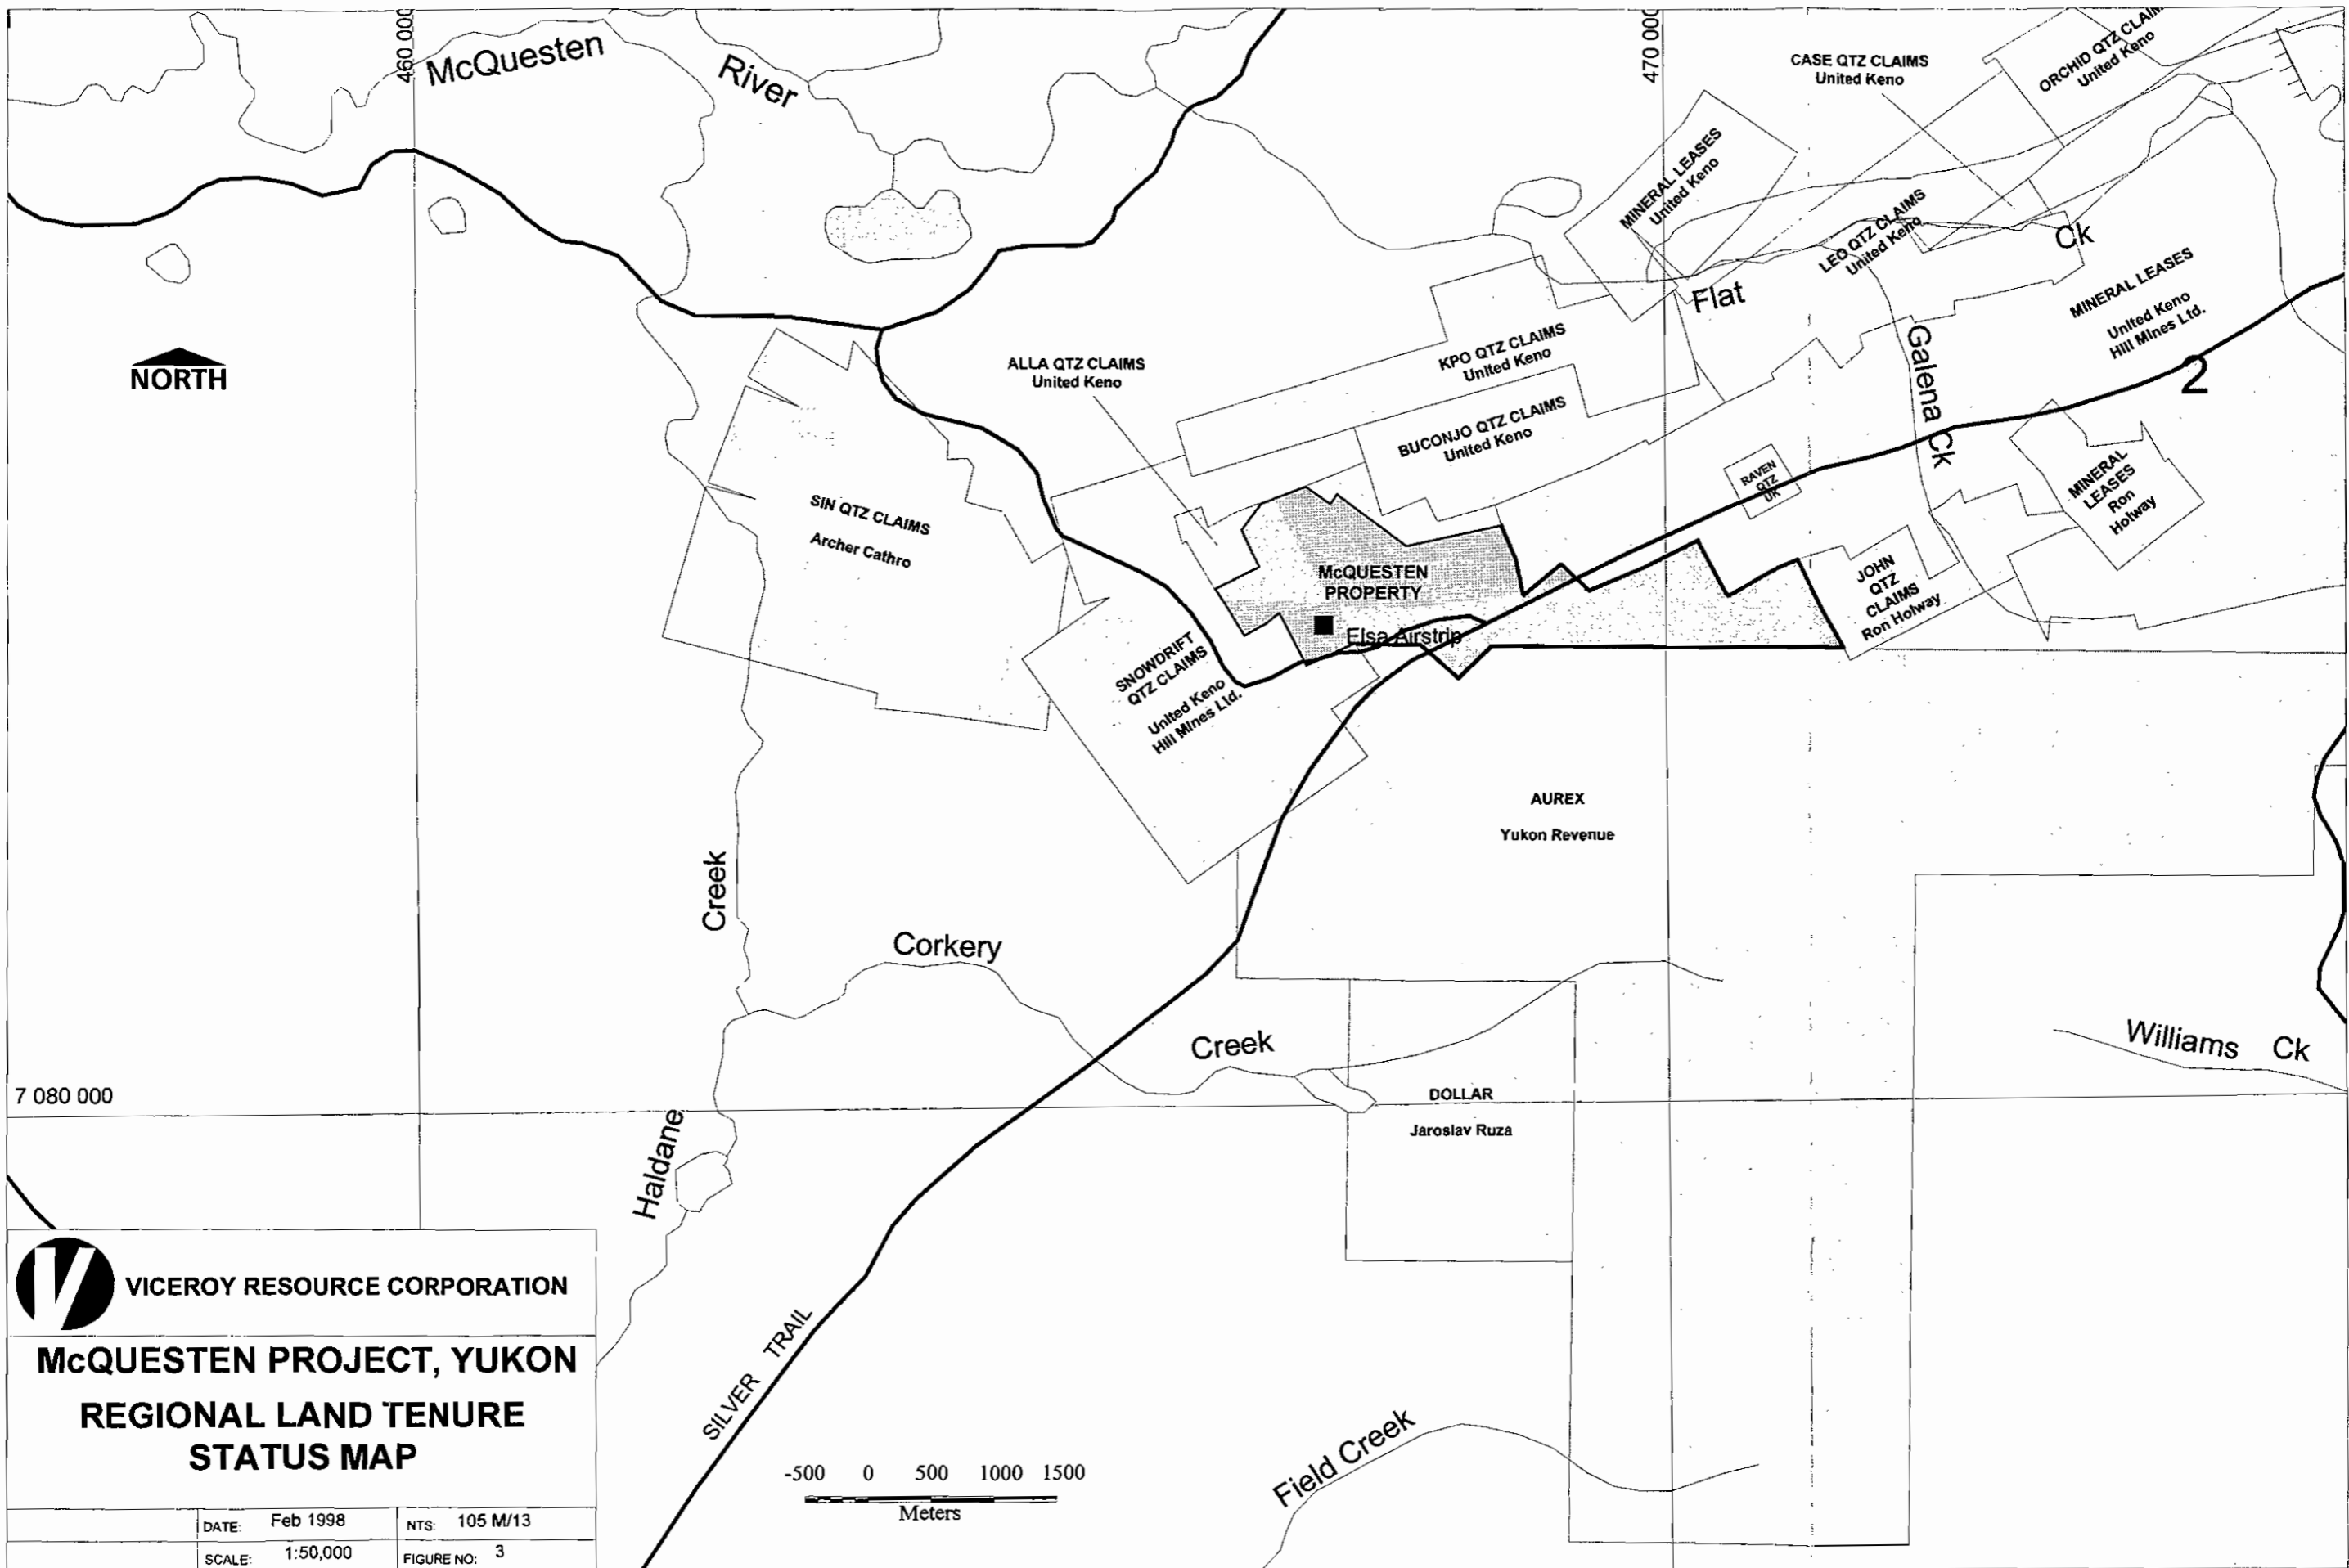 460 000
470 000
McQuesten
River
CASE QTZ CLAIMS
United Keno
ORCHID QTZ CLAIM
United Keno
MINERAL LEASES
United Keno
LEO QTZ CLAIMS
United Keno
Ck
Flat
MINERAL LEASES
United Keno
Hill Mines Ltd.
2
NORTH
ALLA QTZ CLAIMS
United Keno
KPO QTZ CLAIMS
United Keno
BUCONJO QTZ CLAIMS
United Keno
Galena Ck
RAVEN
QTZ
UK
MINERAL
LEASES
Ron
Holway
SIN QTZ CLAIMS
Archer Cathro
McQUESTEN
PROPERTY
Elsa Airstrip
JOHN
QTZ
CLAIMS
Ron Holway
SNOWDRIFT
QTZ CLAIMS
United Keno
Hill Mines Ltd.
AUREX
Yukon Revenue
Creek
Corkery
Creek
Williams Ck
7 080 000
DOLLAR
Jaroslav Ruza
Haldane
SILVER TRAIL
Field Creek
VICEROY RESOURCE CORPORATION
McQUESTEN PROJECT, YUKON
REGIONAL LAND TENURE
STATUS MAP
DATE: Feb 1998 NTS: 105 M/13
SCALE: 1:50,000 FIGURE NO: 3
-500 0 500 1000 1500
Meters